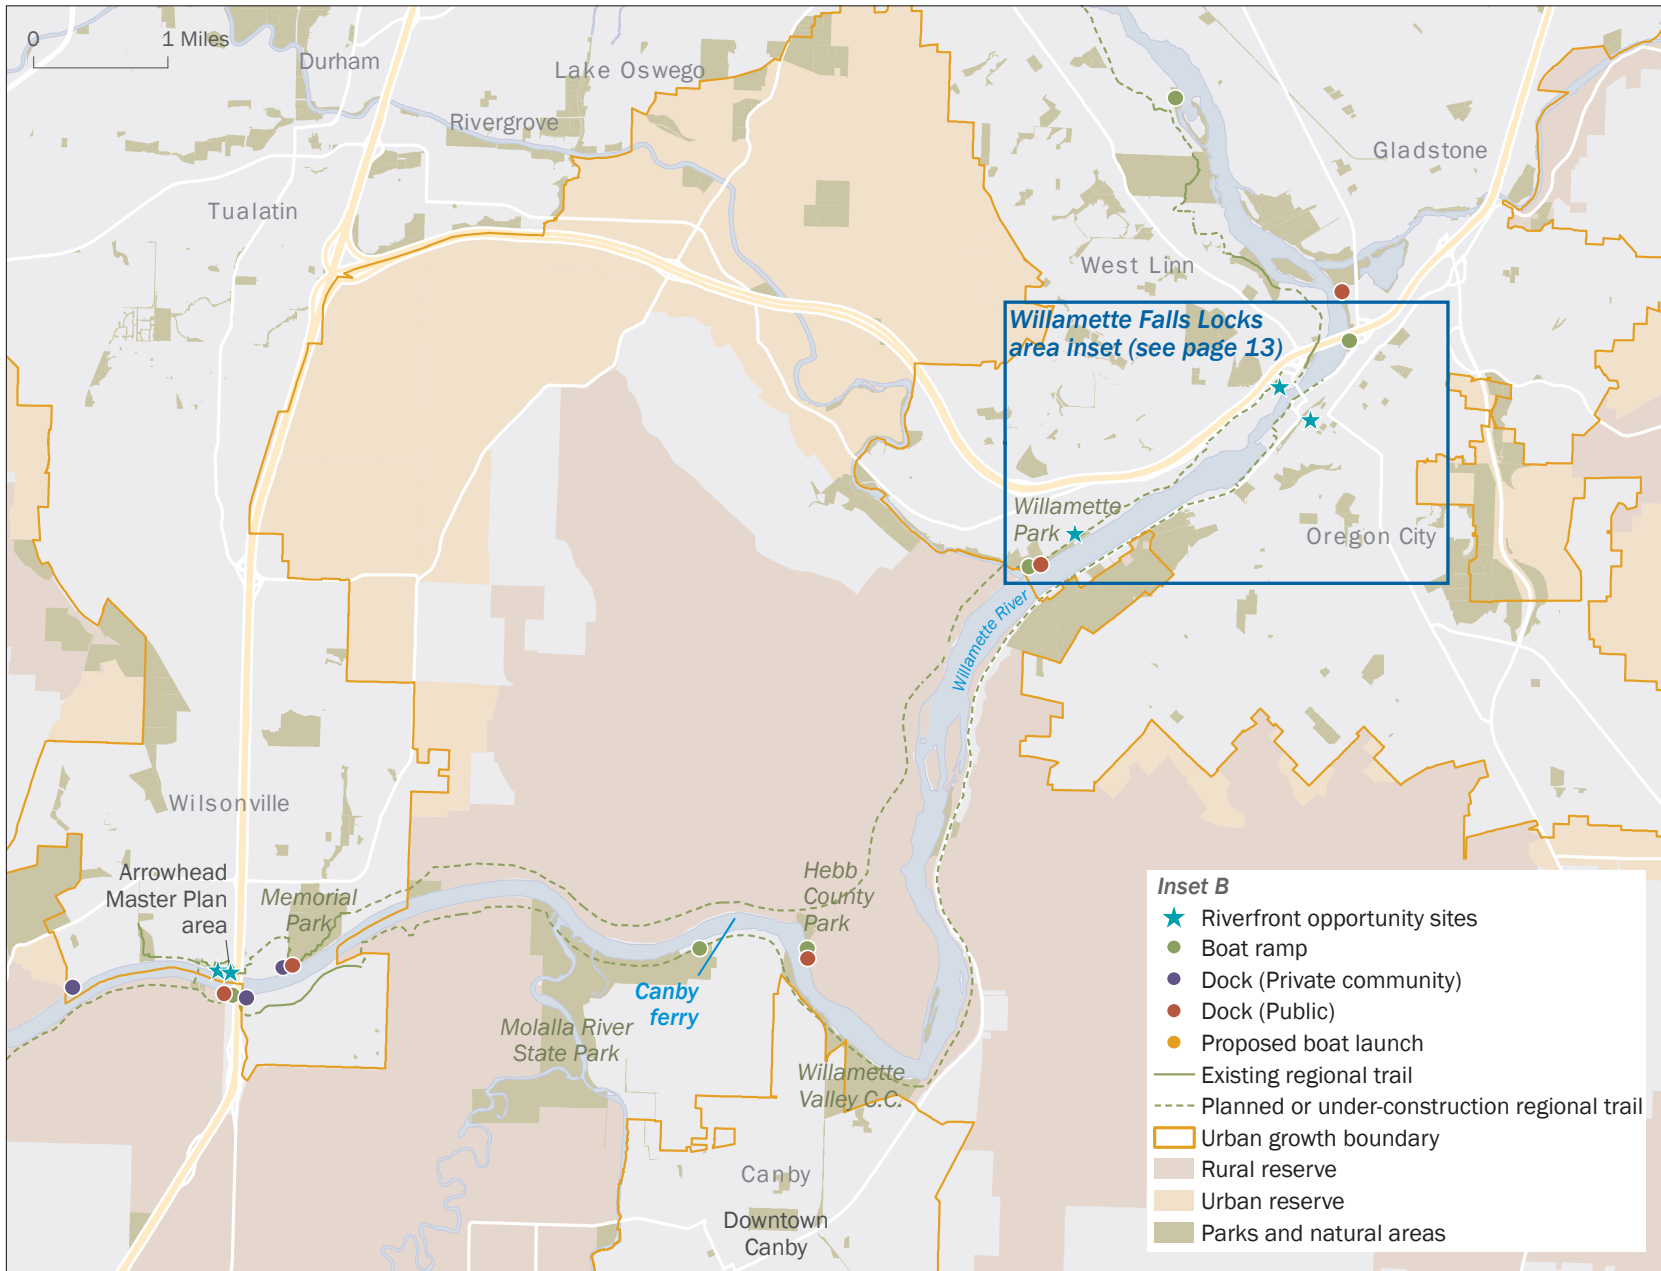 0 1 Miles
Durham
Lake Oswego
Rivergrove
Gladstone
Tualatin
West Linn
Willamette Falls Locks
area inset (see page 13)
Willamette
Park
Oregon City
Willamette River
Wilsonville
Arrowhead
Master Plan
area
Memorial
Park
Hebb
County
Park
Canby
ferry
Molalla River
State Park
Willamette
Valley C.C.
Canby
Downtown
Canby
Inset B
Riverfront opportunity sites
Boat ramp
Dock (Private community)
Dock (Public)
Proposed boat launch
Existing regional trail
Planned or under-construction regional trail
Urban growth boundary
Rural reserve
Urban reserve
Parks and natural areas